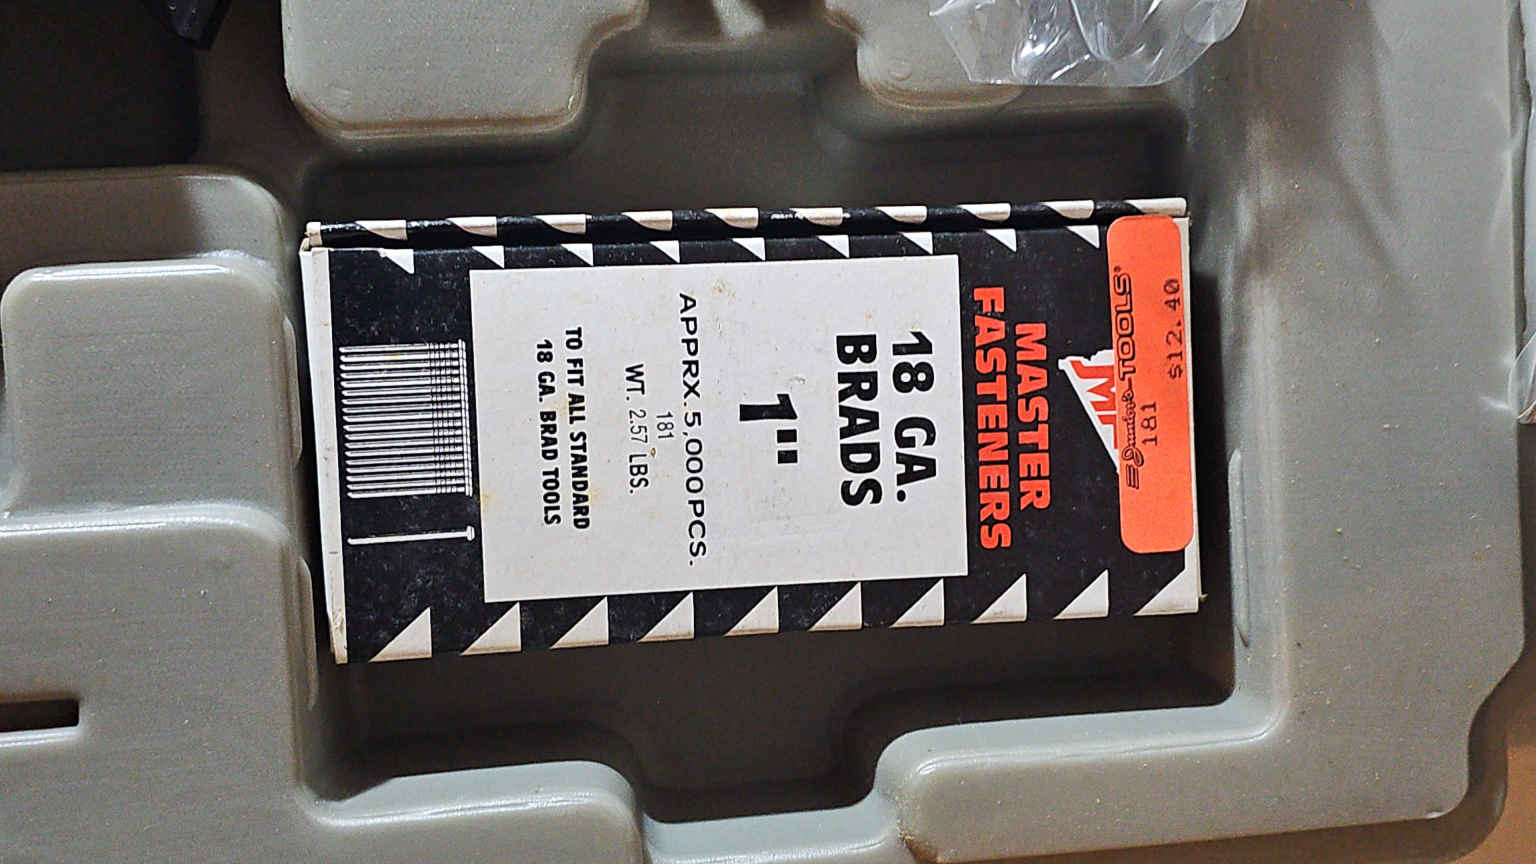 $12.40
Junior's-TOOLS
181
MASTER
FASTENERS
18 GA.
BRADS
1"
APPRX. 5,000 PCS.
181
WT. 2.57 LBS.
TO FIT ALL STANDARD
18 GA. BRAD TOOLS